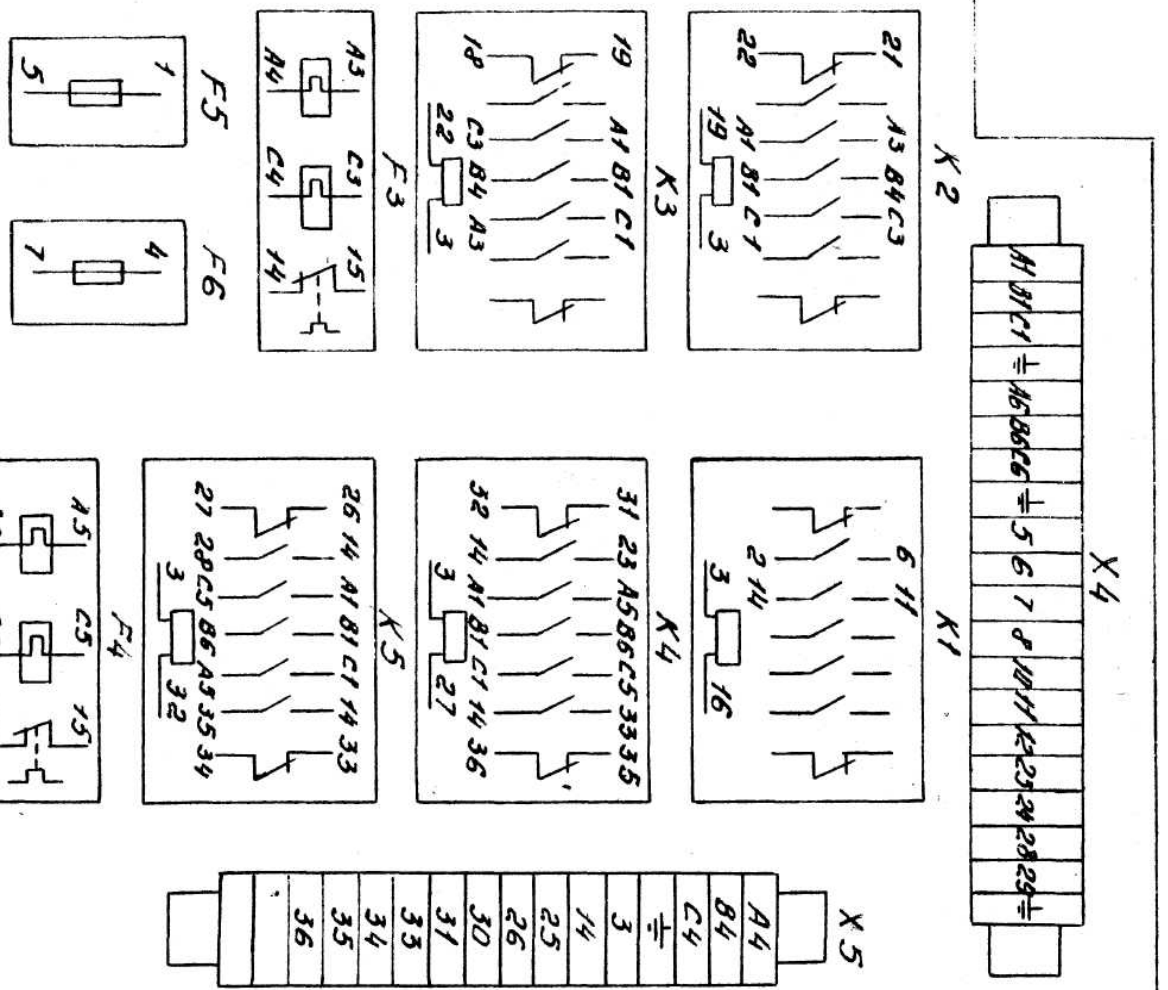 X4
A1 B1 C1 ⏚ A6 B6 C6 ⏚ 5 6 7 8 10 11 12 25 24 28 29 ⏚
K2
21 A3 B4 C3
22 A1 B1 C1
19 3
K1
6 11
2 14
3 16
X5
A4
B4
C4
⏚
3
14
25
26
30
31
33
34
35
36
K3
19 A1 B1 C1
18 C3 B4 A3
22 3
K4
31 23 A5 B6 C5 33 35
32 14 A1 B1 C1 14 36
3 27
F3
A3 C3 15
A4 C4 14
K5
26 14 A1 B1 C1 14 33
27 28 C5 B6 A5 35 34
3 32
F5
1
5
F6
4
7
F4
A5 C5 15